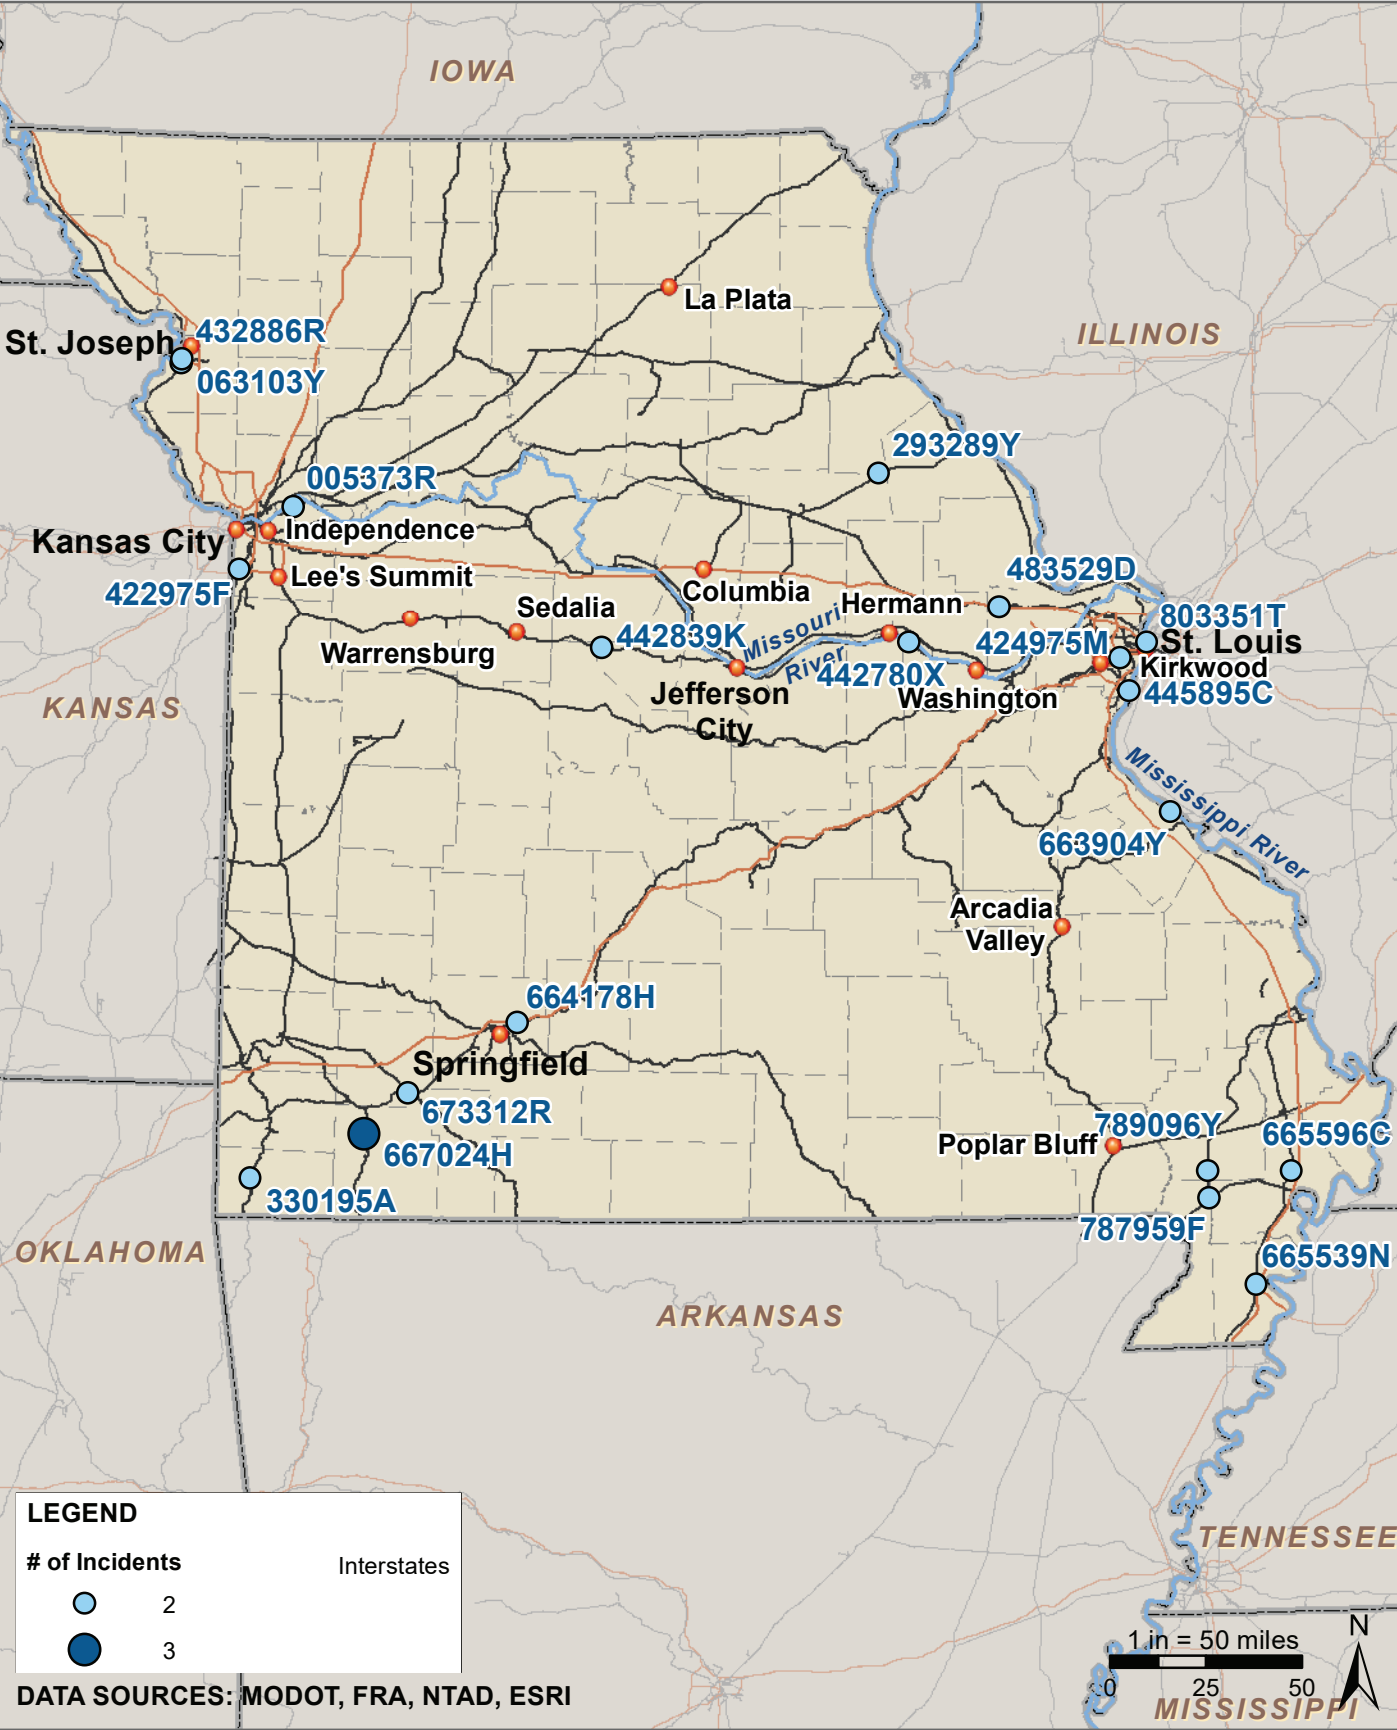 IOWA
La Plata
ILLINOIS
St. Joseph
432886R
063103Y
293289Y
005373R
Independence
Kansas City
Lee's Summit
422975F
Columbia
483529D
Hermann
Sedalia
803351T
442839K
Missouri
River
424975M
St. Louis
Warrensburg
Kirkwood
442780X
Jefferson
City
Washington
445895C
KANSAS
Mississippi River
663904Y
Arcadia
Valley
664178H
Springfield
673312R
667024H
330195A
Poplar Bluff
789096Y
665596C
787959F
665539N
OKLAHOMA
ARKANSAS
LEGEND
# of Incidents
Interstates
2
3
DATA SOURCES: MODOT, FRA, NTAD, ESRI
TENNESSEE
N
1 in = 50 miles
0 25 50
MISSISSIPPI